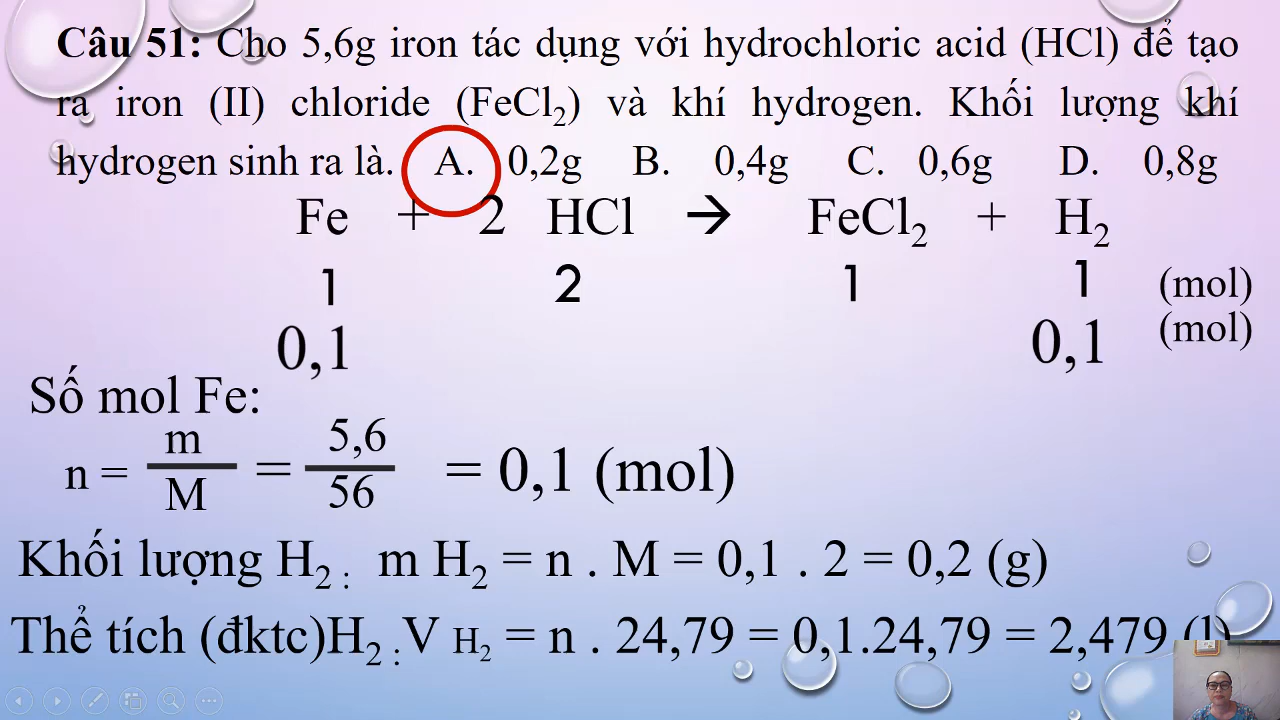 Câu 51: Cho 5,6g iron tác dụng với hydrochloric acid (HCl) để tạo
ra iron (II) chloride (FeCl₂) và khí hydrogen. Khối lượng khí
hydrogen sinh ra là. A. 0,2g B. 0,4g C. 0,6g D. 0,8g
Fe + 2 HCl → FeCl₂ + H₂
1 2 1 1 (mol)
0,1 0,1 (mol)
Số mol Fe:
n = m/M = 5,6/56 = 0,1 (mol)
Khối lượng H₂ : m H₂ = n . M = 0,1 . 2 = 0,2 (g)
Thể tích (đktc)H₂ : V H₂ = n . 24,79 = 0,1.24,79 = 2,479 (l)